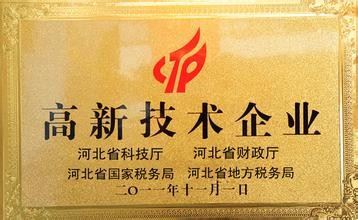 高新技术企业
河北省科技厅 河北省财政厅
河北省国家税务局 河北省地方税务局
二〇一一年十一月一日